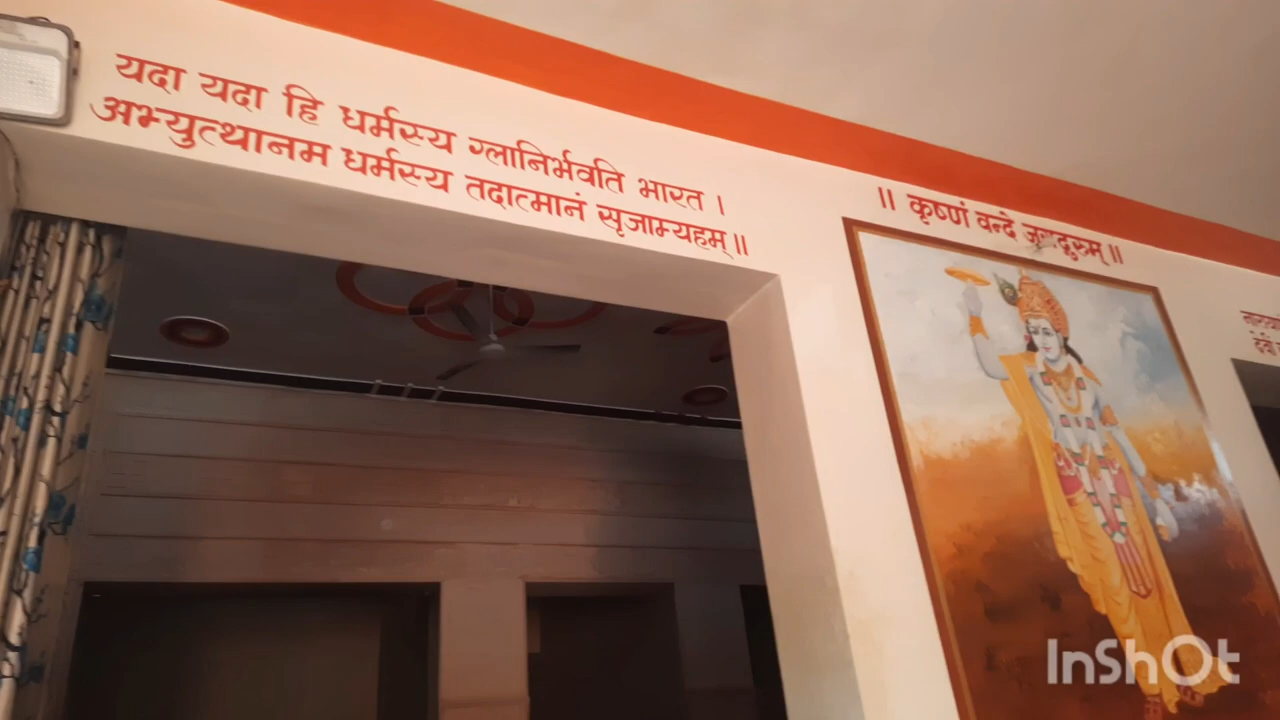 यदा यदा हि धर्मस्य ग्लानिर्भवति भारत ।
अभ्युत्थानम धर्मस्य तदात्मानं सृजाम्यहम् ॥
॥ कृष्णं वन्दे जगद्गुरुम् ॥
देवी
InShOt